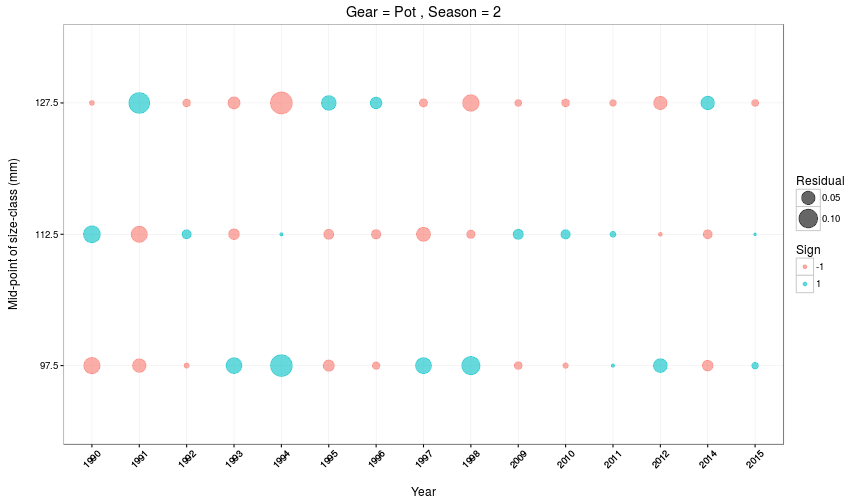 Gear = Pot , Season = 2
Mid-point of size-class (mm)
127.5
112.5
97.5
1990 1991 1992 1993 1994 1995 1996 1997 1998 2009 2010 2011 2012 2014 2015
Year
Residual
0.05
0.10
Sign
-1
1